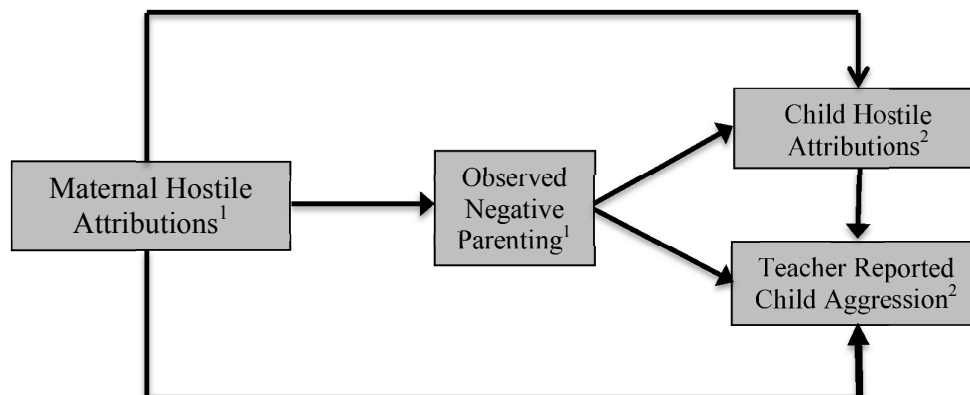 Maternal Hostile
Attributions¹
Observed
Negative
Parenting¹
Child Hostile
Attributions²
Teacher Reported
Child Aggression²